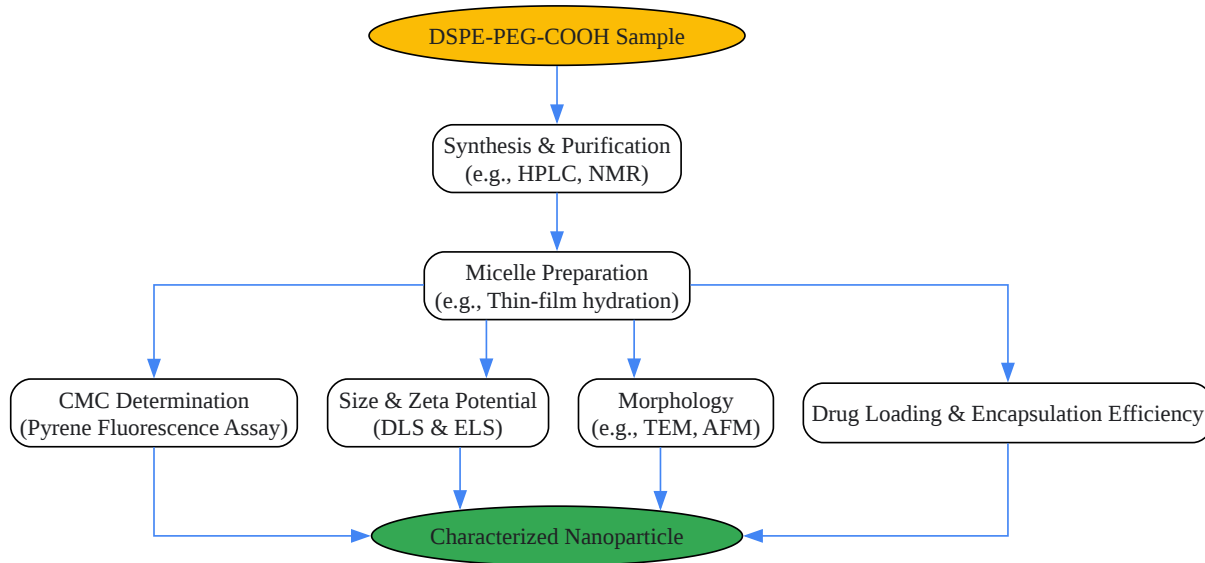 DSPE-PEG-COOH Sample
Synthesis & Purification
(e.g., HPLC, NMR)
Micelle Preparation
(e.g., Thin-film hydration)
CMC Determination
(Pyrene Fluorescence Assay)
Size & Zeta Potential
(DLS & ELS)
Morphology
(e.g., TEM, AFM)
Drug Loading & Encapsulation Efficiency
Characterized Nanoparticle